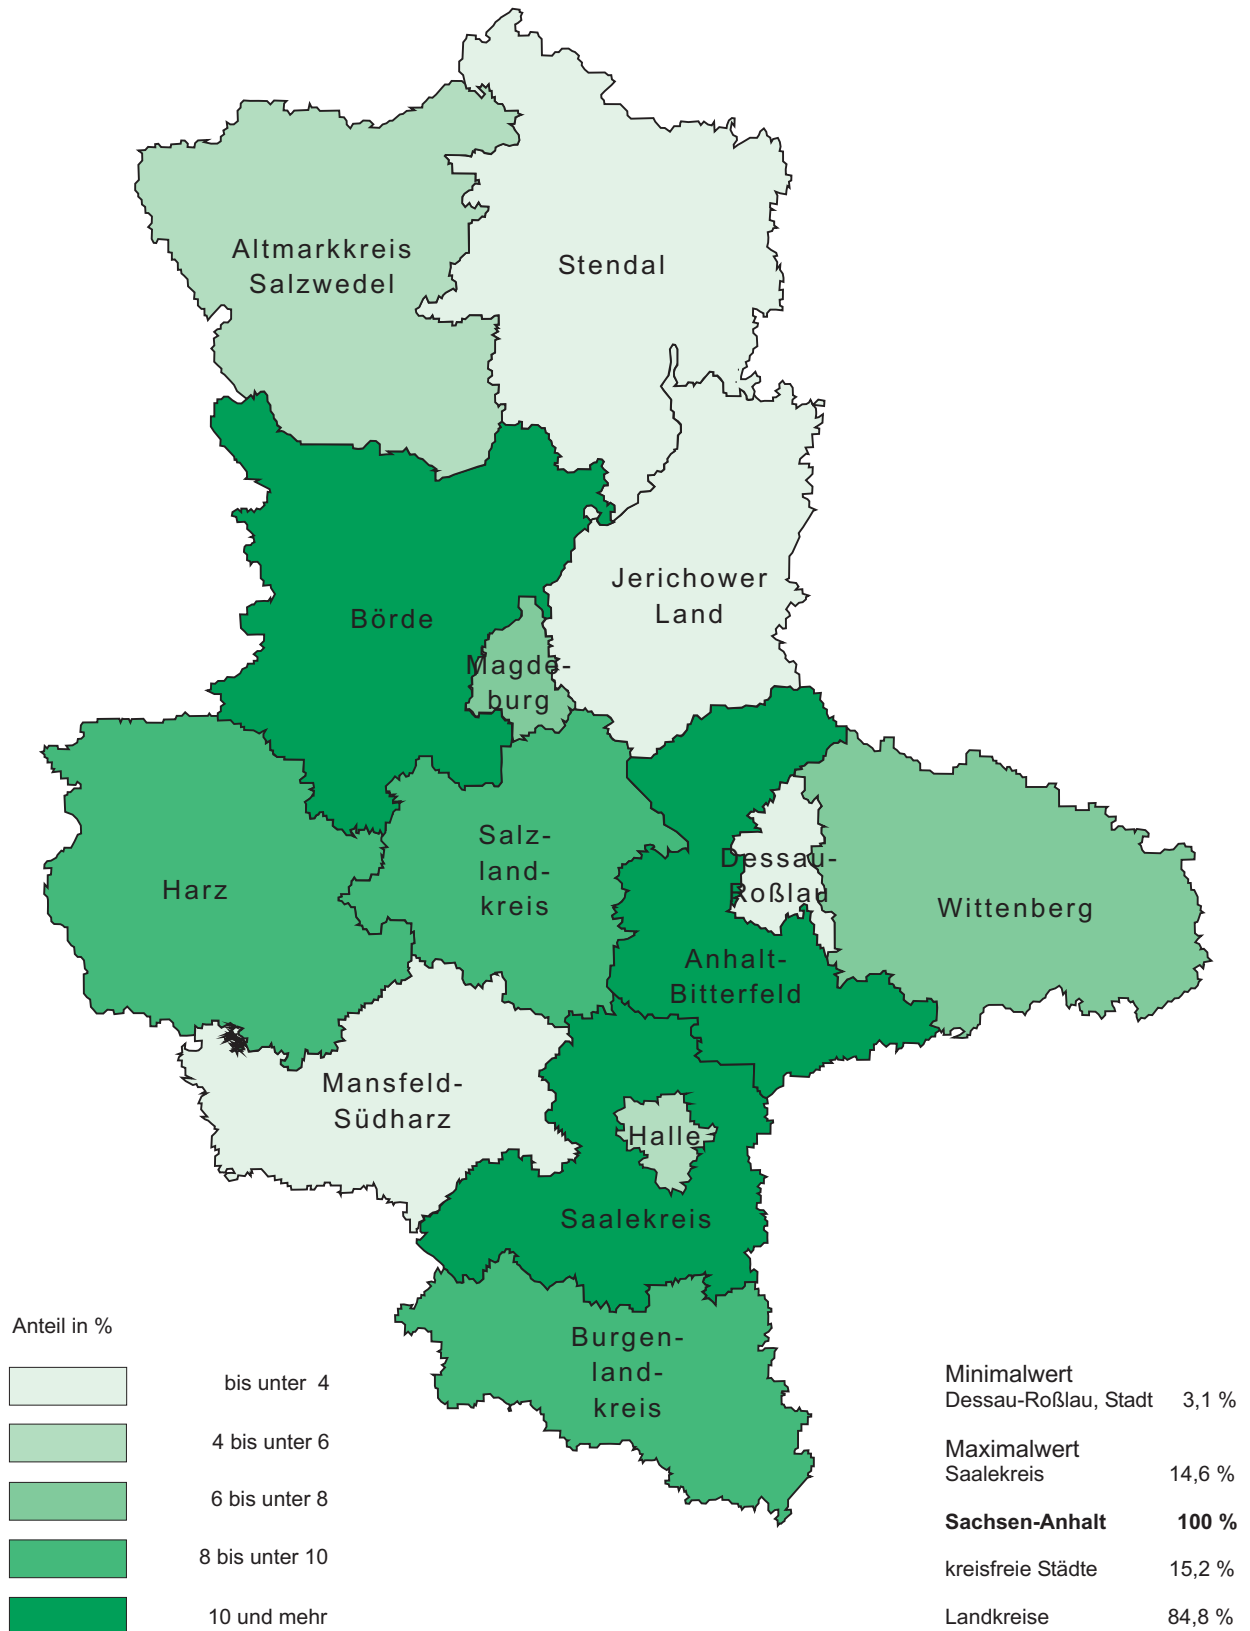 Altmarkkreis
Salzwedel
Stendal
Jerichower
Land
Börde
Magde-
burg
Salz-
land-
kreis
Harz
Dessau-
Roßlau
Wittenberg
Anhalt-
Bitterfeld
Mansfeld-
Südharz
Halle
Saalekreis
Burgen-
land-
kreis
Anteil in %
bis unter 4
4 bis unter 6
6 bis unter 8
8 bis unter 10
10 und mehr
Minimalwert
Dessau-Roßlau, Stadt 3,1 %
Maximalwert
Saalekreis 14,6 %
Sachsen-Anhalt 100 %
kreisfreie Städte 15,2 %
Landkreise 84,8 %